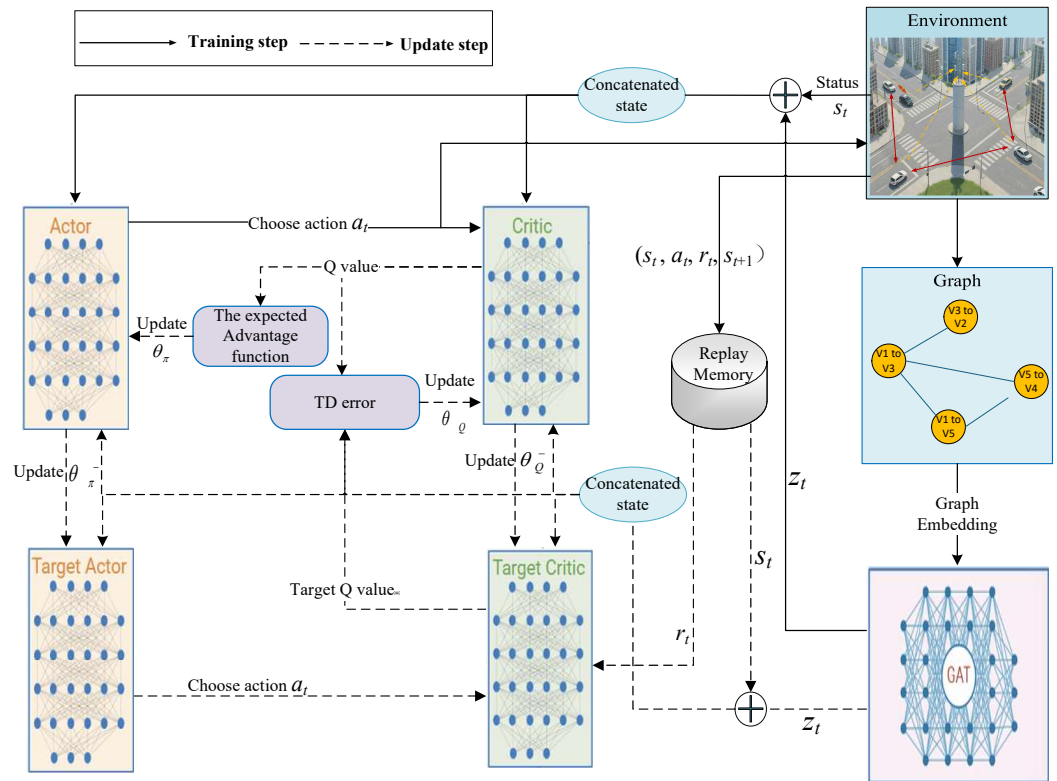 Training step
Update step
Environment
Status
s_t
Concatenated
state
Actor
Choose action a_t
Critic
Q value
(s_t, a_t, r_t, s_{t+1})
Graph
V3 to
V2
V1 to
V3
V5 to
V4
V1 to
V5
The expected
Advantage
function
Update
θ_π
TD error
Update
θ_Q
Replay
Memory
Update θ_π^-
Update θ_Q^-
Concatenated
state
z_t
Graph
Embedding
Target Actor
Target Q value
Target Critic
s_t
r_t
GAT
Choose action a_t
z_t